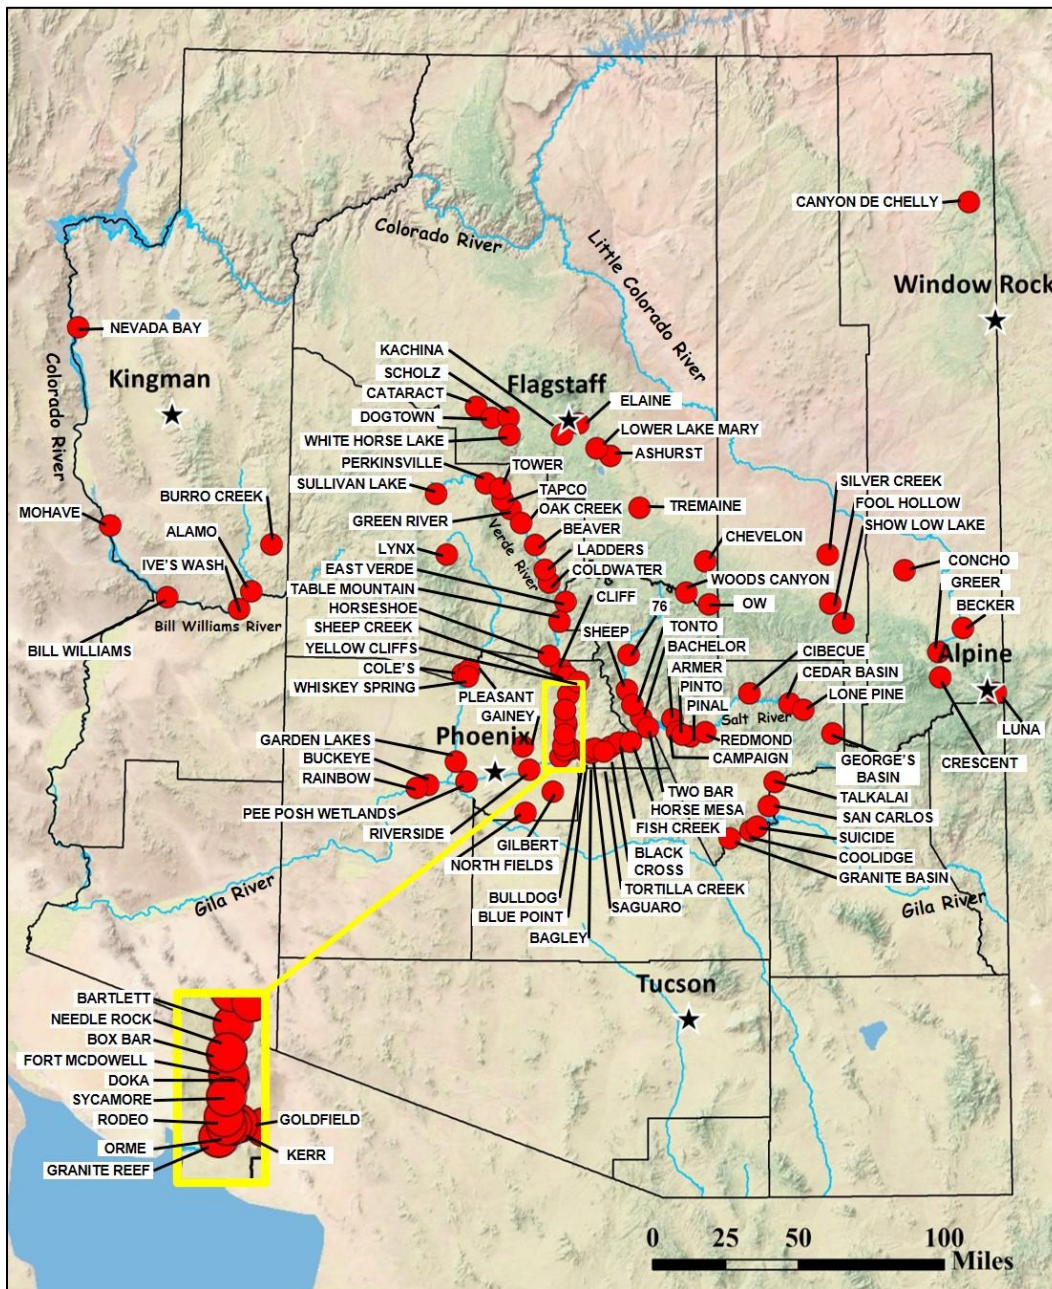 CANYON DE CHELLY
Colorado River
Little Colorado River
Window Rock
NEVADA BAY
Colorado River
Kingman
KACHINA
SCHOLZ
CATARACT
DOGTOWN
WHITE HORSE LAKE
Flagstaff
ELAINE
LOWER LAKE MARY
ASHURST
PERKINSVILLE
TOWER
SULLIVAN LAKE
TAPCO
GREEN RIVER
OAK CREEK
TREMAINE
SILVER CREEK
FOOL HOLLOW
SHOW LOW LAKE
BURRO CREEK
MOHAVE
ALAMO
IVE'S WASH
Verde River
BEAVER
LYNX
LADDERS
CHEVELON
CONCHO
EAST VERDE
COLDWATER
GREER
TABLE MOUNTAIN
CLIFF
WOODS CANYON
BECKER
HORSESHOE
76
OW
Bill Williams River
SHEEP CREEK
SHEEP
TONTO
BILL WILLIAMS
YELLOW CLIFFS
BACHELOR
CIBECUE
Alpine
COLE'S
ARMER
CEDAR BASIN
WHISKEY SPRING
PLEASANT
PINTO
LONE PINE
GAINEY
PINAL
Salt River
LUNA
Phoenix
REDMOND
GARDEN LAKES
CAMPAIGN
GEORGE'S BASIN
CRESCENT
BUCKEYE
RAINBOW
TWO BAR
TALKALAI
PEE POSH WETLANDS
HORSE MESA
SAN CARLOS
RIVERSIDE
FISH CREEK
SUICIDE
GILBERT
BLACK CROSS
COOLIDGE
NORTH FIELDS
GRANITE BASIN
TORTILLA CREEK
Gila River
BULLDOG
SAGUARO
Gila River
BLUE POINT
BAGLEY
Tucson
BARTLETT
NEEDLE ROCK
BOX BAR
FORT MCDOWELL
DOKA
SYCAMORE
RODEO
GOLDFIELD
ORME
KERR
GRANITE REEF
0 25 50 100
Miles